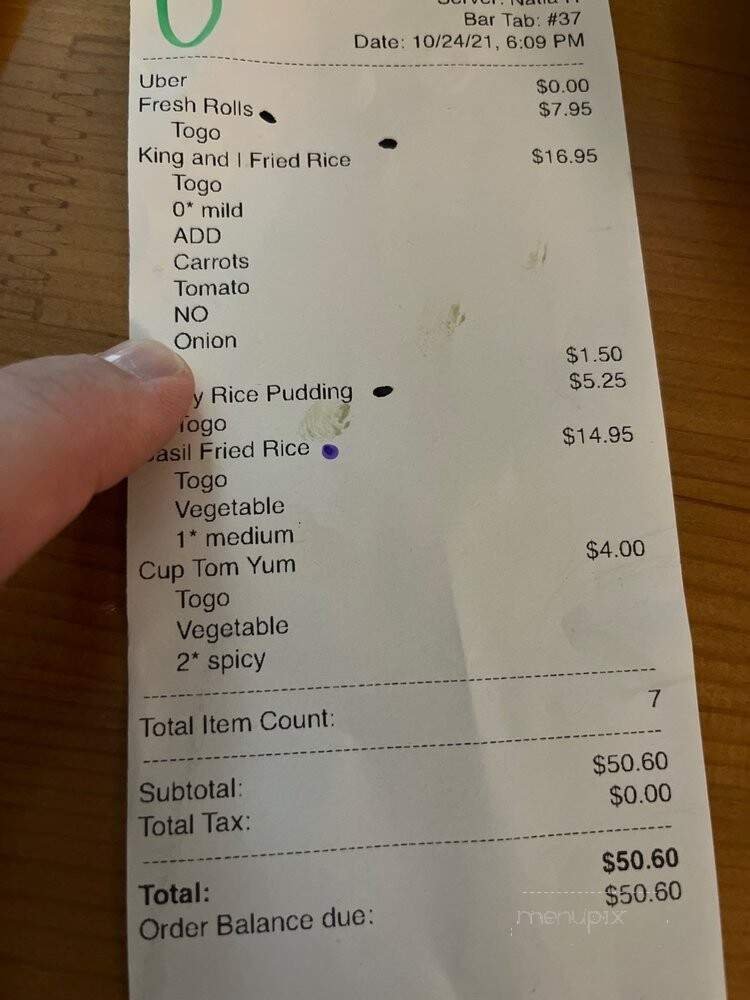 Bar Tab: #37
Date: 10/24/21, 6:09 PM
Uber $0.00
Fresh Rolls $7.95
Togo
King and I Fried Rice $16.95
Togo
0* mild
ADD
Carrots
Tomato
NO
Onion
$1.50
y Rice Pudding $5.25
Togo
asil Fried Rice $14.95
Togo
Vegetable
1* medium
Cup Tom Yum $4.00
Togo
Vegetable
2* spicy
Total Item Count: 7
Subtotal: $50.60
Total Tax: $0.00
Total: $50.60
Order Balance due: $50.60
menupix